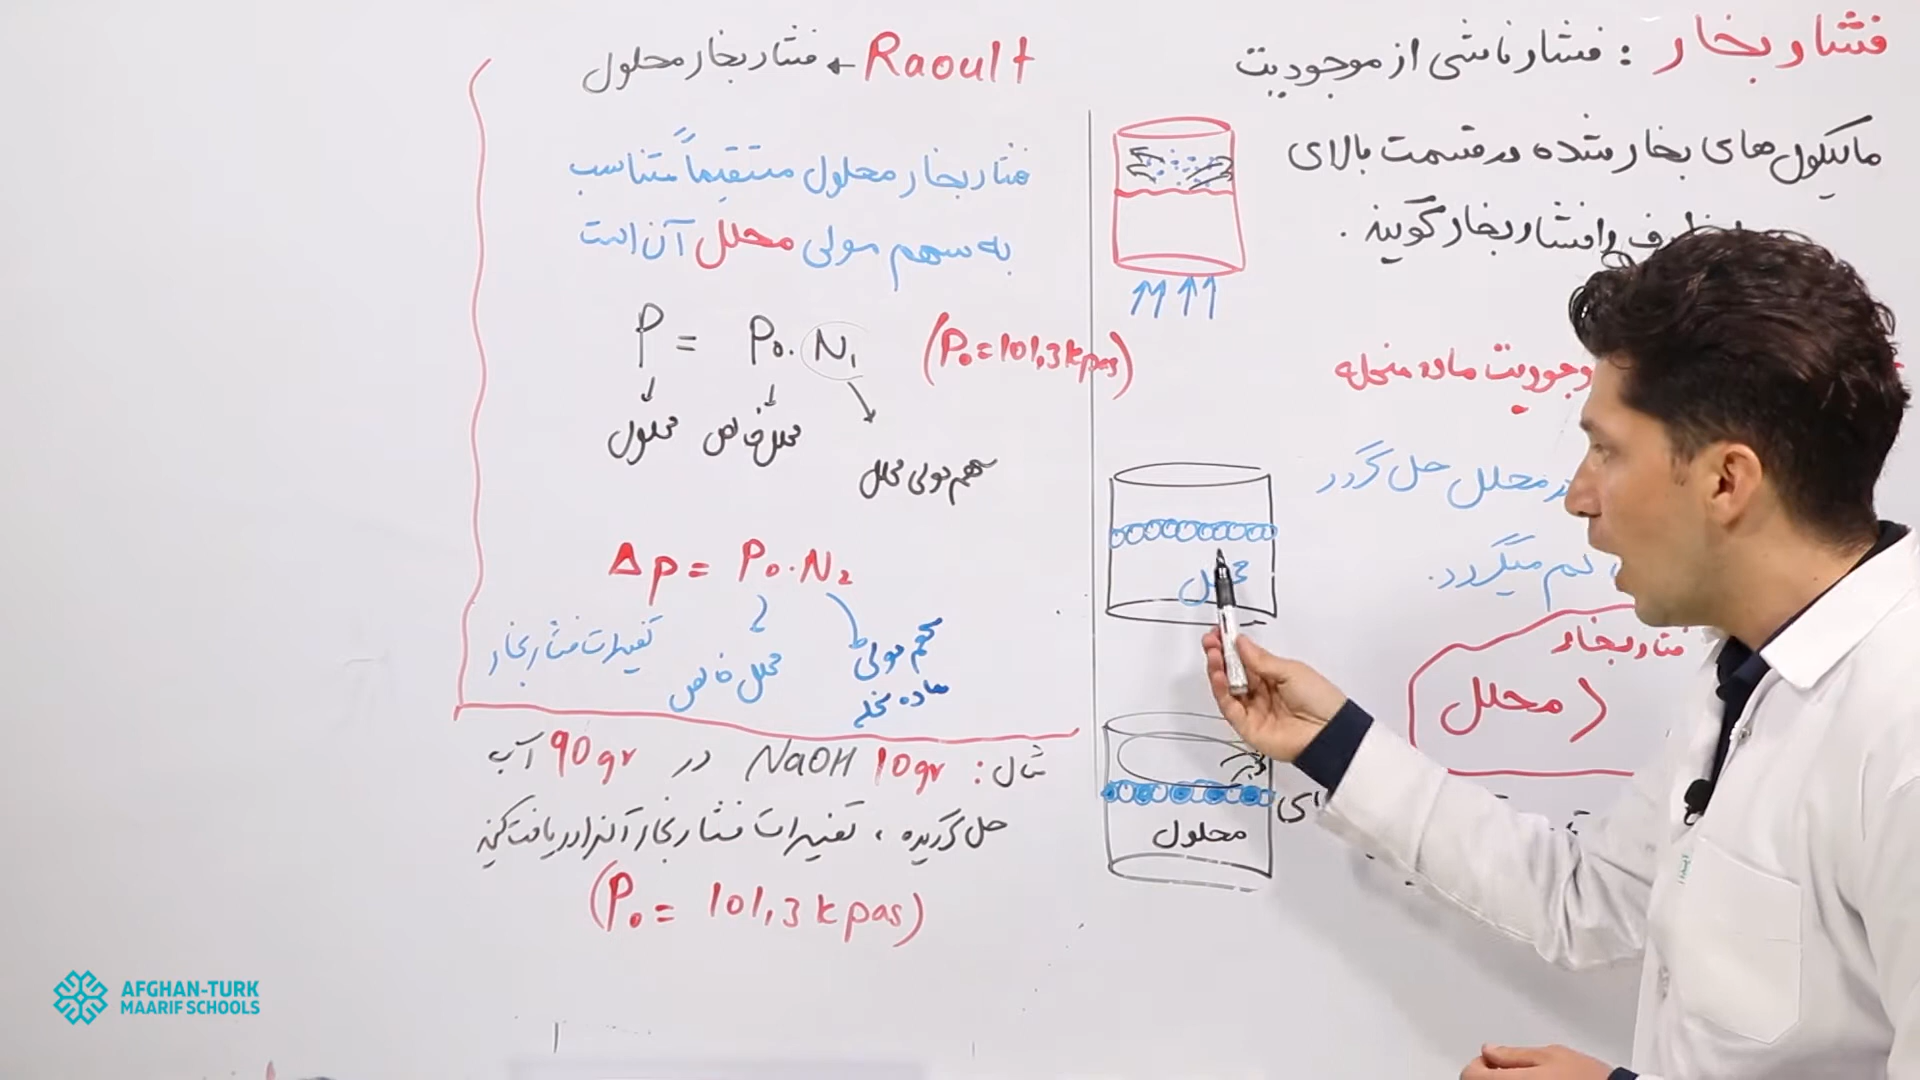 فشار بخار : فشار ناشی از موجودیت
مالیکول های بخار شده در قسمت بالای
ظرف را فشار بخار گویند .
موجودیت ماده منحله
محلل حل گردد
کم میگردد.
فشار بخار
محلل
محلل
محلول
Raoult ← فشار بخار محلول
فشار بخار محلول مستقیماً متناسب
به سهم مولی محلل آن است
P = P₀ . N₁ (P₀ = 101,3 kpas)
محلول محلل خالص
سهم مولی محلل
Δp = P₀ . N₂
تغییرات فشار بخار
محلل خالص
سهم مولی
ماده منحله
مثال : 10gr NaOH در 90gr آب
حل گردیده ، تغییرات فشار بخار آنرا دریافت کنید
(P₀ = 101,3 kpas)
AFGHAN-TURK
MAARIF SCHOOLS